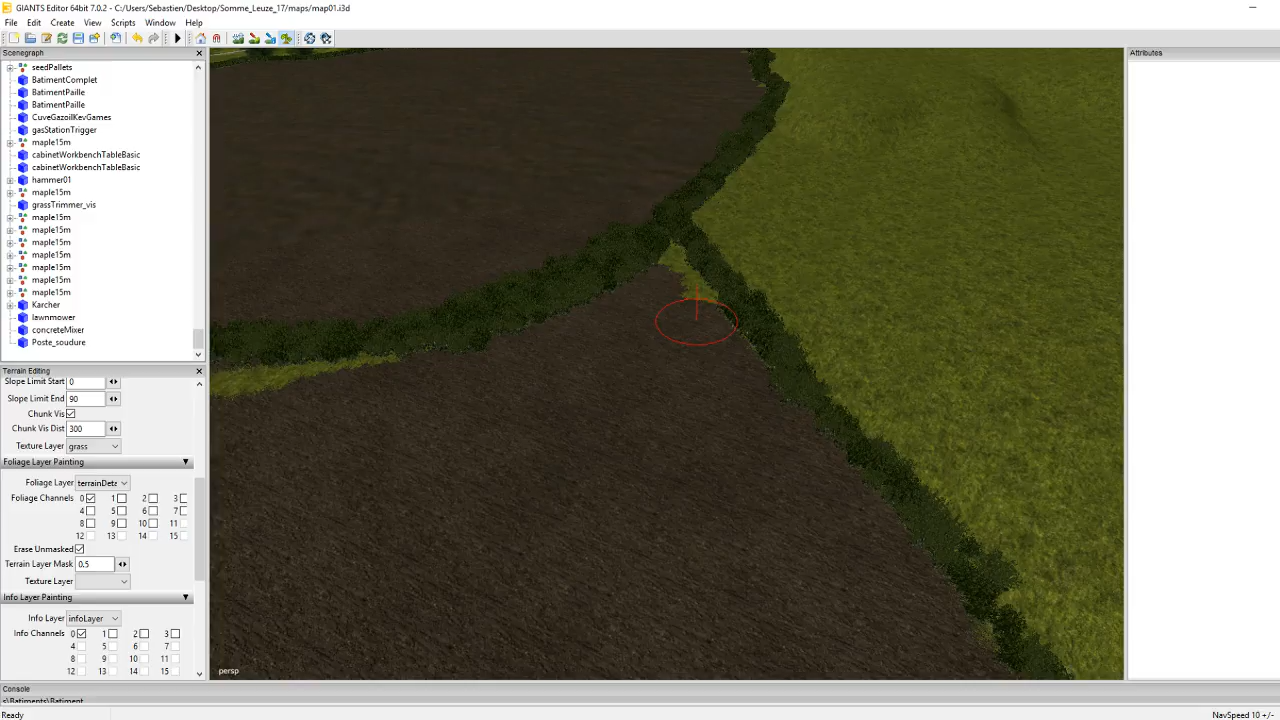 GIANTS Editor 64bit 7.0.2 - C:/Users/Sebastien/Desktop/Somme_Leuze_17/maps/map01.i3d
File Edit View Create Scripts Window Help
Scenegraph
seedPallets
BatimentComplet
BatimentPaille
BatimentPaille
CuveGazoilKevGames
gasStationTrigger
maple15m
cabinetWorkbenchTableBasic
cabinetWorkbenchTableBasic
hammer01
maple15m
grassTrimmer_vis
maple15m
maple15m
maple15m
maple15m
maple15m
maple15m
maple15m
Karcher
lawnmower
concreteMixer
Poste_soudure
Terrain Editing
Slope Limit Start 0
Slope Limit End 90
Chunk Vis
Chunk Vis Dist 300
Texture Layer grass
Foliage Layer Painting
Foliage Layer terrainDeta
Foliage Channels 0 1 2 3
4 5 6 7
8 9 10 11
12 13 14 15
Erase Unmasked
Terrain Layer Mask 0.5
Texture Layer
Info Layer Painting
Info Layer infoLayer
Info Channels 0 1 2 3
4 5 6 7
8 9 10 11
12 13 14 15
persp
Attributes
Console
s\Batiments\Batiment
Ready
NavSpeed 10 +/-